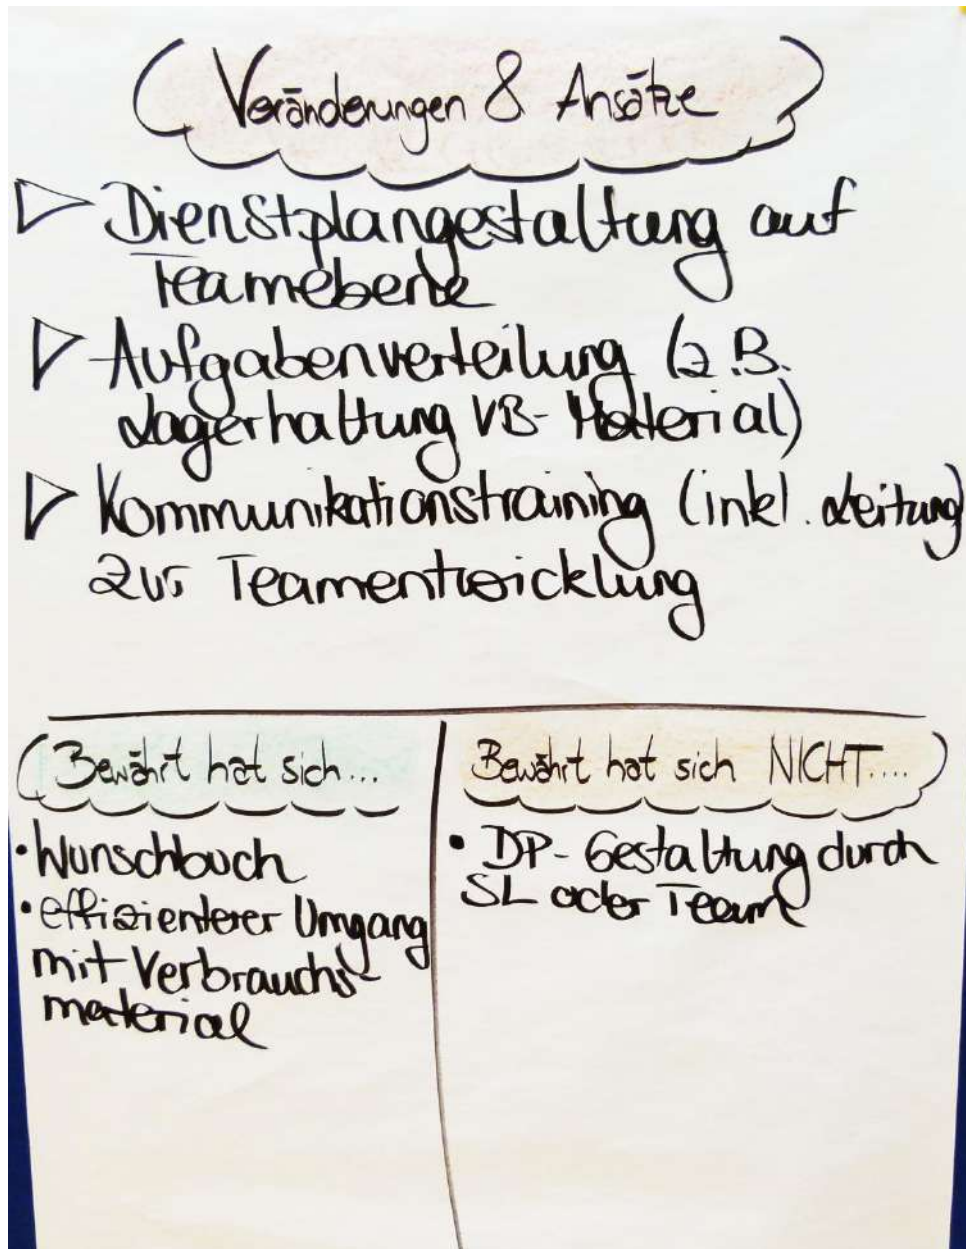 Veränderungen & Ansätze
Dienstplangestaltung auf
Teamebene
Aufgabenverteilung (z.B.
Lagerhaltung VB-Material)
Kommunikationstraining (inkl. Leitung)
zur Teamentwicklung
Bewährt hat sich...
• Wunschbuch
• effizienterer Umgang
mit Verbrauchs-
material
Bewährt hat sich NICHT....
• DP-Gestaltung durch
SL oder Team